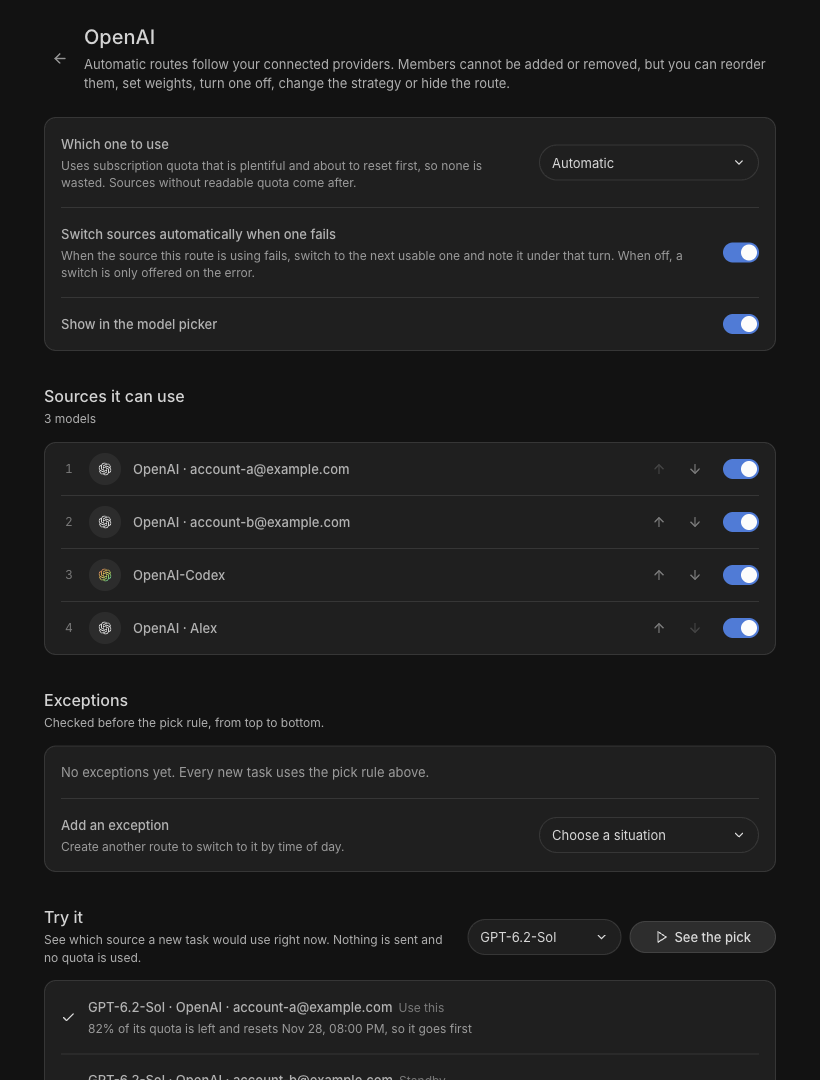 OpenAI
Automatic routes follow your connected providers. Members cannot be added or removed, but you can reorder
them, set weights, turn one off, change the strategy or hide the route.
Which one to use
Uses subscription quota that is plentiful and about to reset first, so none is
wasted. Sources without readable quota come after.
Automatic
Switch sources automatically when one fails
When the source this route is using fails, switch to the next usable one and note it under that turn. When off, a
switch is only offered on the error.
Show in the model picker
Sources it can use
3 models
1 OpenAI · account-a@example.com
2 OpenAI · account-b@example.com
3 OpenAI-Codex
4 OpenAI · Alex
Exceptions
Checked before the pick rule, from top to bottom.
No exceptions yet. Every new task uses the pick rule above.
Add an exception
Create another route to switch to it by time of day.
Choose a situation
Try it
See which source a new task would use right now. Nothing is sent and
no quota is used.
GPT-6.2-Sol
See the pick
GPT-6.2-Sol · OpenAI · account-a@example.com Use this
82% of its quota is left and resets Nov 28, 08:00 PM, so it goes first
GPT-6.2-Sol · OpenAI · account-b@example.com Standby